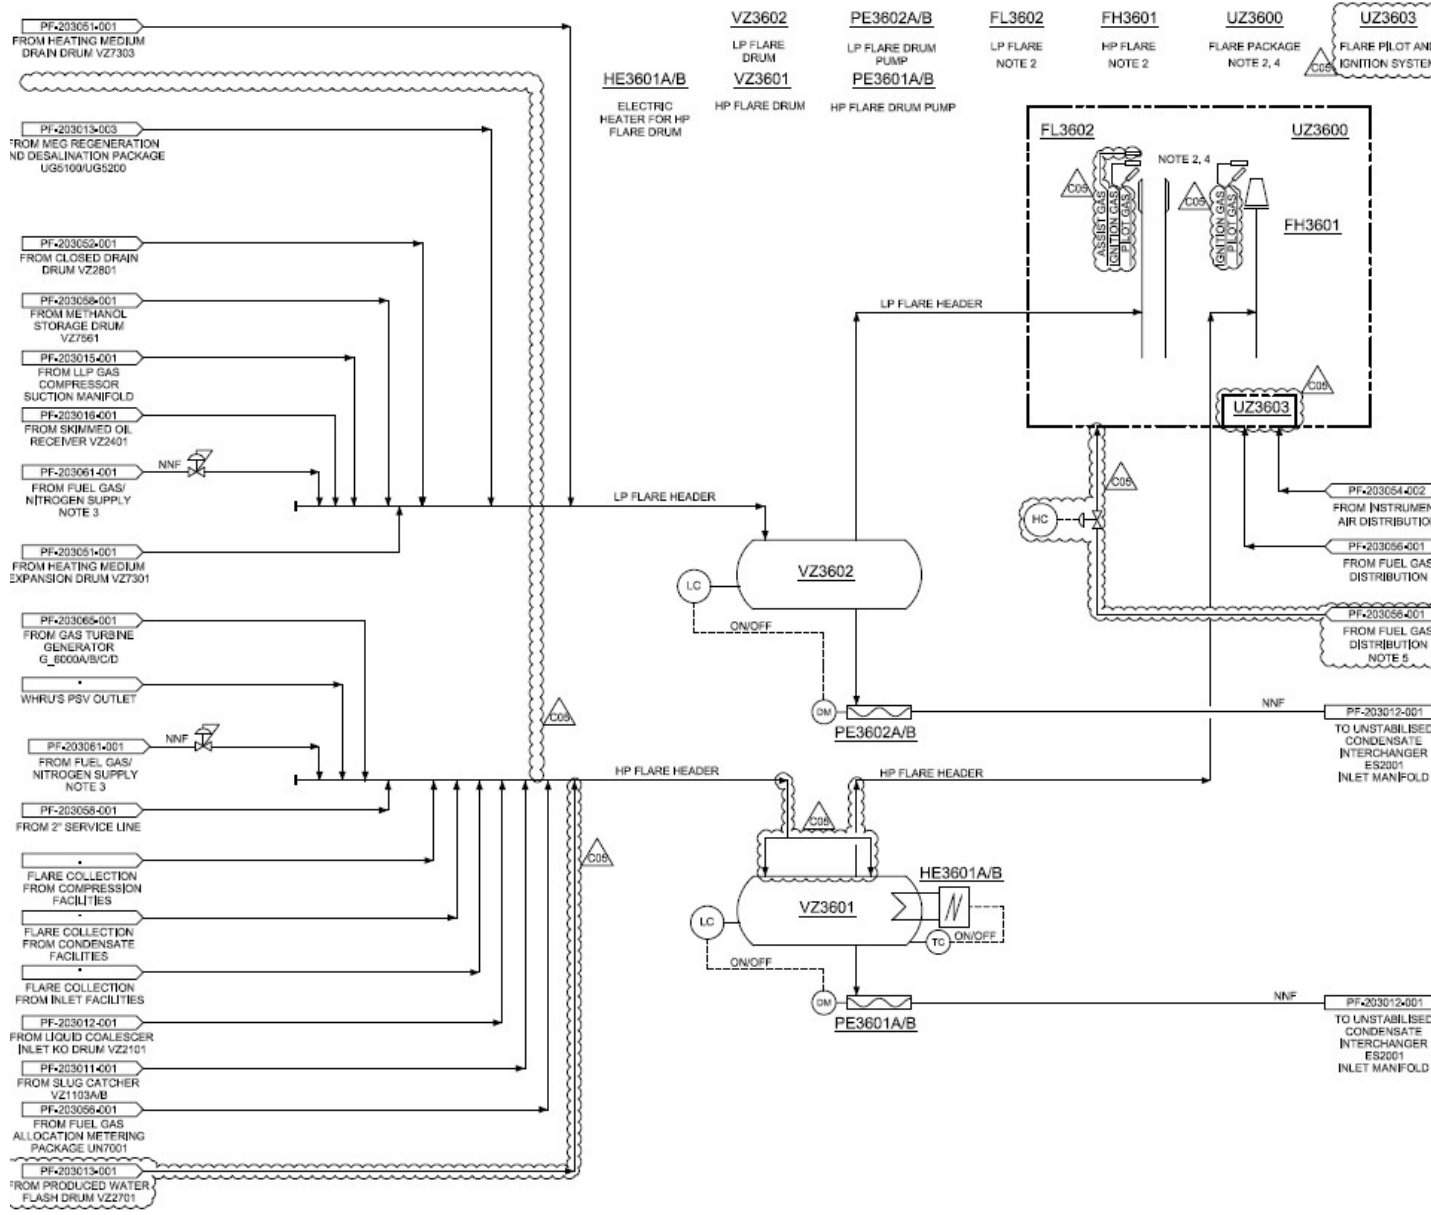 PF-203051-001
FROM HEATING MEDIUM
DRAIN DRUM VZ7303
VZ3602
LP FLARE
DRUM
PE3602A/B
LP FLARE DRUM
PUMP
FL3602
LP FLARE
NOTE 2
FH3601
HP FLARE
NOTE 2
UZ3600
FLARE PACKAGE
NOTE 2, 4
UZ3603
FLARE PILOT AN
IGNITION SYSTEM
C05
HE3601A/B
ELECTRIC
HEATER FOR HP
FLARE DRUM
VZ3601
HP FLARE DRUM
PE3601A/B
HP FLARE DRUM PUMP
PF-203013-003
FROM MEG REGENERATION
ND DESALINATION PACKAGE
UG5100/UG5200
PF-203052-001
FROM CLOSED DRAIN
DRUM VZ2801
PF-203058-001
FROM METHANOL
STORAGE DRUM
VZ7561
PF-203015-001
FROM LLP GAS
COMPRESSOR
SUCTION MANIFOLD
PF-203016-001
FROM SKIMMED OIL
RECEIVER VZ2401
PF-203061-001
NNF
FROM FUEL GAS/
NITROGEN SUPPLY
NOTE 3
PF-203051-001
FROM HEATING MEDIUM
EXPANSION DRUM VZ7301
LP FLARE HEADER
PF-203065-001
FROM GAS TURBINE
GENERATOR
G_6000A/B/C/D
WHRU'S PSV OUTLET
PF-203061-001
NNF
FROM FUEL GAS/
NITROGEN SUPPLY
NOTE 3
PF-203058-001
FROM 2" SERVICE LINE
FLARE COLLECTION
FROM COMPRESSION
FACILITIES
FLARE COLLECTION
FROM CONDENSATE
FACILITIES
FLARE COLLECTION
FROM INLET FACILITIES
PF-203012-001
FROM LIQUID COALESCER
INLET KO DRUM VZ2101
PF-203011-001
FROM SLUG CATCHER
VZ1103A/B
PF-203056-001
FROM FUEL GAS
ALLOCATION METERING
PACKAGE UN7001
PF-203013-001
FROM PRODUCED WATER
FLASH DRUM VZ2701
C05
C05
HP FLARE HEADER
LP FLARE HEADER
VZ3602
LC
ON/OFF
DM
PE3602A/B
NNF
HP FLARE HEADER
C05
VZ3601
HE3601A/B
LC
TC
ON/OFF
ON/OFF
DM
PE3601A/B
NNF
FL3602
UZ3600
NOTE 2, 4
C05
ASSIST GAS
IGNITION GAS
PILOT GAS
C05
IGNITION GAS
PILOT GAS
FH3601
C05
UZ3603
C05
HC
PF-203054-002
FROM INSTRUMEN
AIR DISTRIBUTIO
PF-203056-001
FROM FUEL GAS
DISTRIBUTION
PF-203056-001
FROM FUEL GAS
DISTRIBUTION
NOTE 5
PF-203012-001
TO UNSTABILISED
CONDENSATE
INTERCHANGER
ES2001
INLET MANIFOLD
PF-203012-001
TO UNSTABILISED
CONDENSATE
INTERCHANGER
ES2001
INLET MANIFOLD